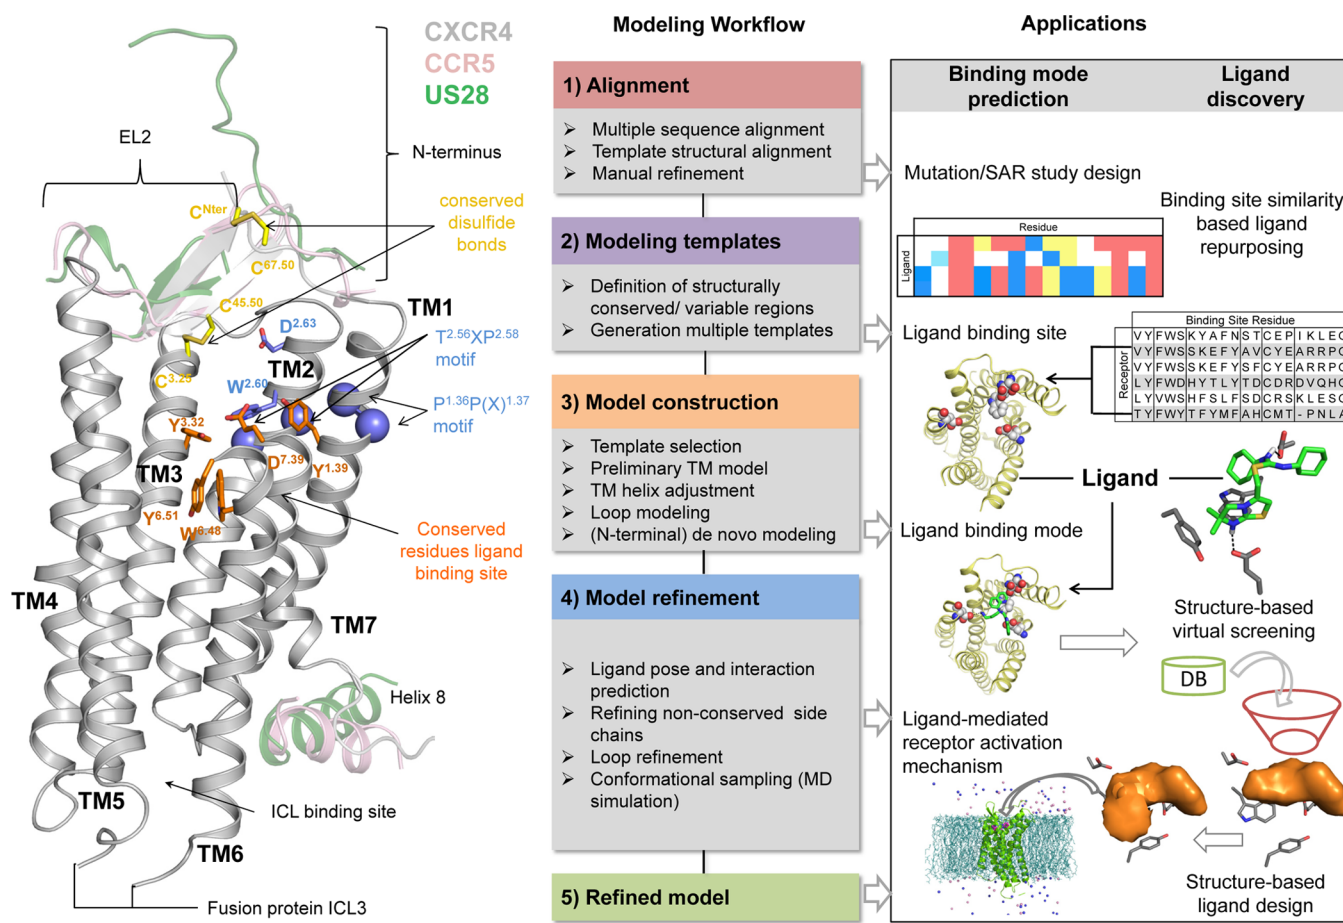 CXCR4
CCR5
US28
EL2
N-terminus
conserved
disulfide
bonds
C^Nter
C^67.50
C^45.50
C^3.25
D^2.63
TM1
T^2.56XP^2.58
motif
TM2
W^2.60
P^1.36P(X)^1.37
motif
Y^3.32
TM3
D^7.39
Y^1.39
Y^6.51
W^6.48
Conserved
residues ligand
binding site
TM4
TM7
Helix 8
TM5
ICL binding site
TM6
Fusion protein ICL3
Modeling Workflow
1) Alignment
➢ Multiple sequence alignment
➢ Template structural alignment
➢ Manual refinement
2) Modeling templates
➢ Definition of structurally
conserved/ variable regions
➢ Generation multiple templates
3) Model construction
➢ Template selection
➢ Preliminary TM model
➢ TM helix adjustment
➢ Loop modeling
➢ (N-terminal) de novo modeling
4) Model refinement
➢ Ligand pose and interaction
prediction
➢ Refining non-conserved side
chains
➢ Loop refinement
➢ Conformational sampling (MD
simulation)
5) Refined model
Applications
Binding mode
prediction
Ligand
discovery
Mutation/SAR study design
Binding site similarity
based ligand
repurposing
Residue
Ligand
Ligand binding site
Binding Site Residue
Receptor
VYFWSKYAFNSTCEPIKLEC
VYFWSSKEFYAVCYEARRPC
VYFWSSKEFYSFCYEARRPC
LYFWDHYTLYTDCDRDVQHC
LYVWSHFSLFSDCRSKLESC
TYFWYTFYMFAHCMT-PNLA
Ligand
Ligand binding mode
Structure-based
virtual screening
DB
Ligand-mediated
receptor activation
mechanism
Structure-based
ligand design